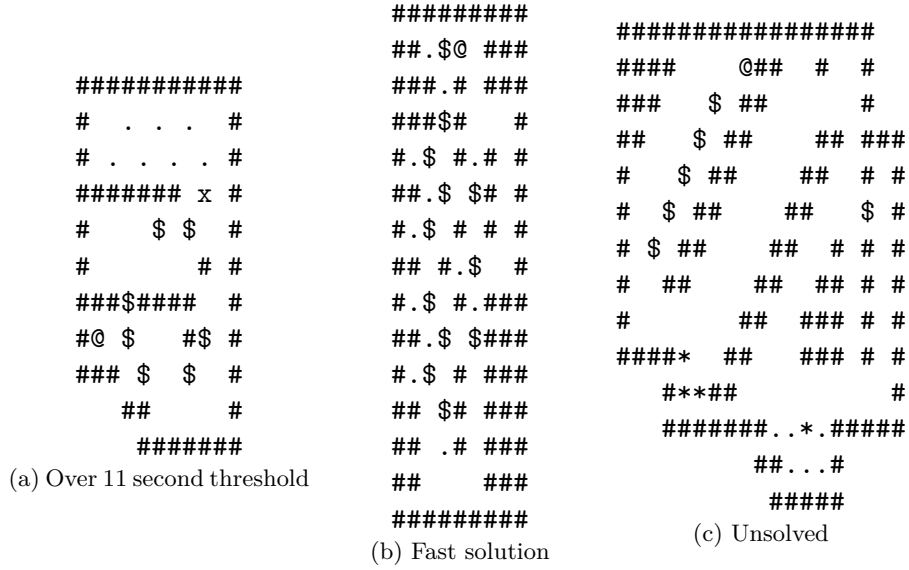 ###########
#  . . .  #
# . . . . #
####### x #
#    $ $  #
#       # #
###$####  #
#@ $   #$ #
### $  $  #
   ##     #
    #######
(a) Over 11 second threshold
#########
##.$@ ###
###.# ###
###$#   #
#.$ #.# #
##.$ $# #
#.$ # # #
## #.$  #
#.$ #.###
##.$ $###
#.$ # ###
## $# ###
## .# ###
##    ###
#########
(b) Fast solution
#################
####    @##  #  #
###   $ ##      #
##   $ ##    ## ###
#   $ ##    ##  # #
#  $ ##    ##   $ #
# $ ##    ##  # # #
#  ##    ##  ## # #
#       ##  ### # #
####*  ##   ### # #
   #**##          #
   #######..*.#####
         ##...#
          #####
(c) Unsolved